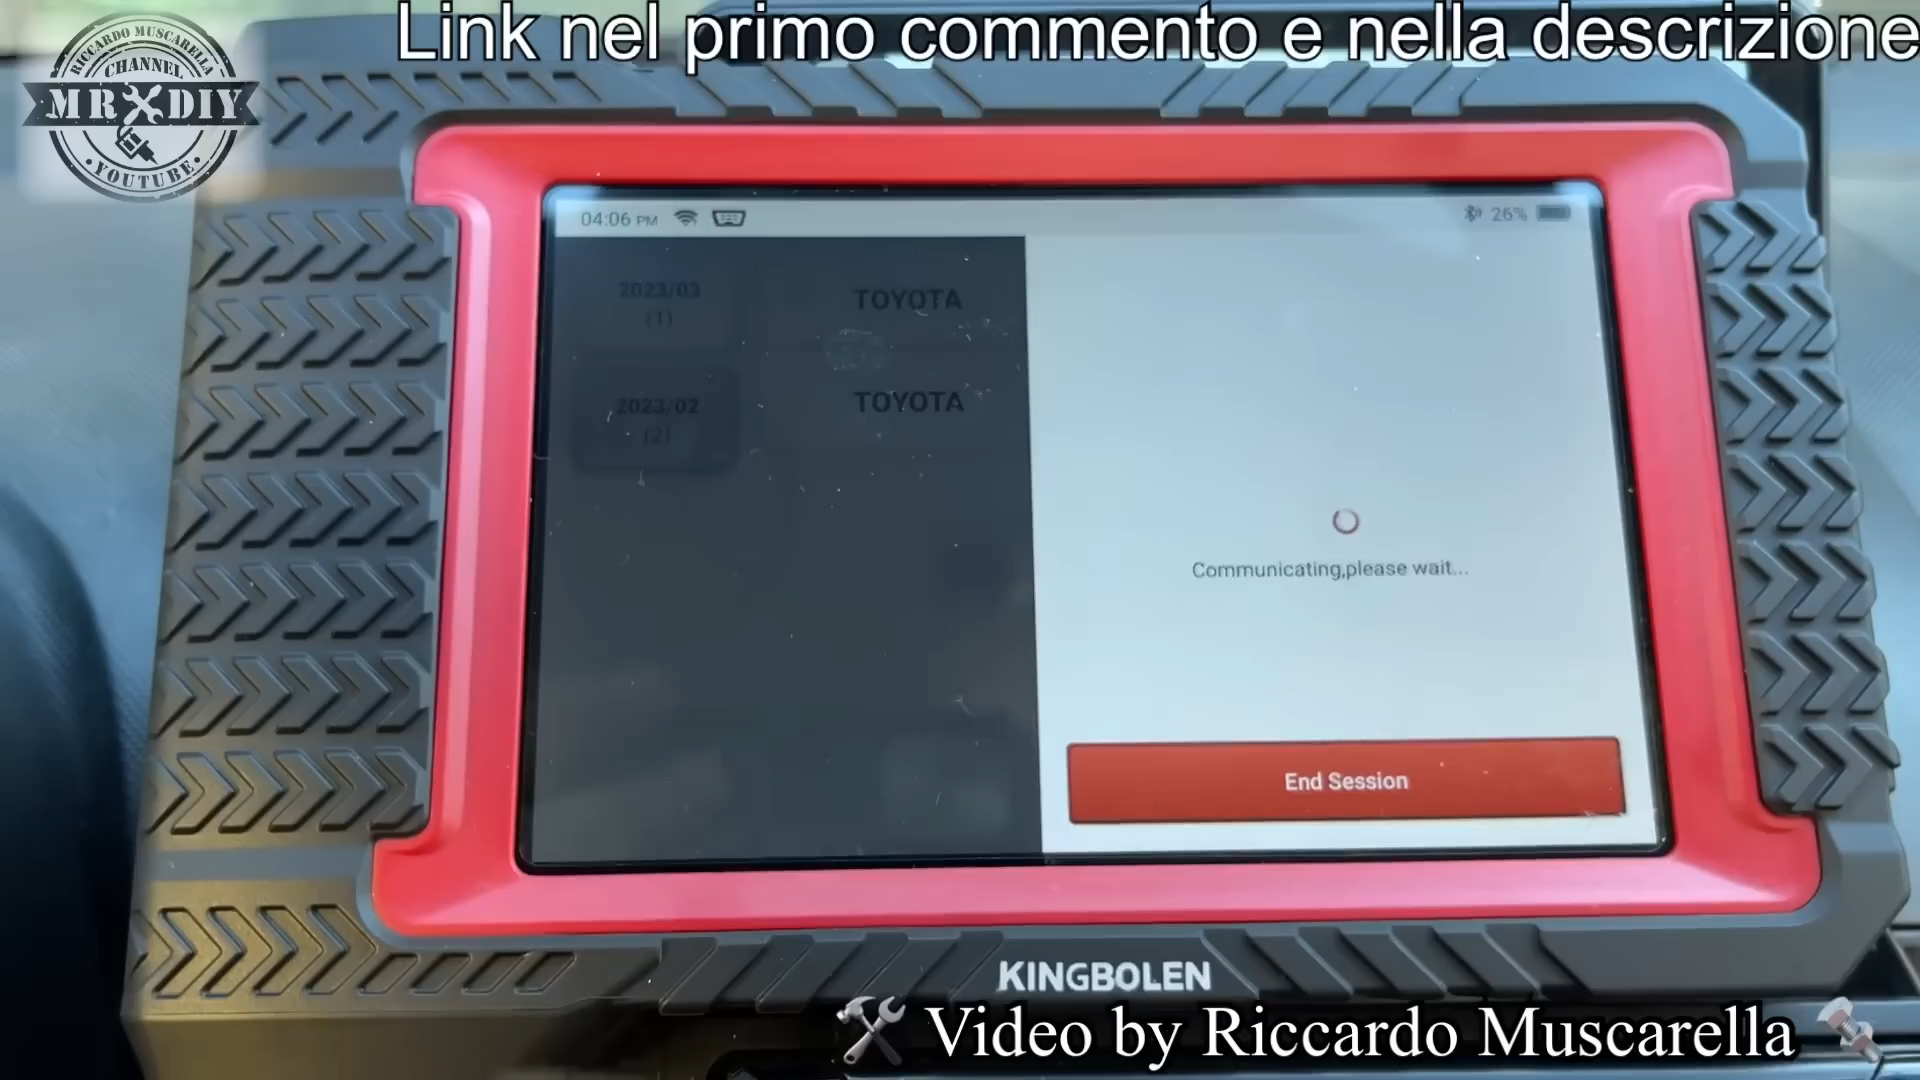 Link nel primo commento e nella descrizione
RICCARDO MUSCARELLA
CHANNEL
MR DIY
YOUTUBE
04:06 PM
26%
2023/03
(1)
TOYOTA
2023/02
(2)
TOYOTA
Communicating,please wait...
End Session
KINGBOLEN
Video by Riccardo Muscarella